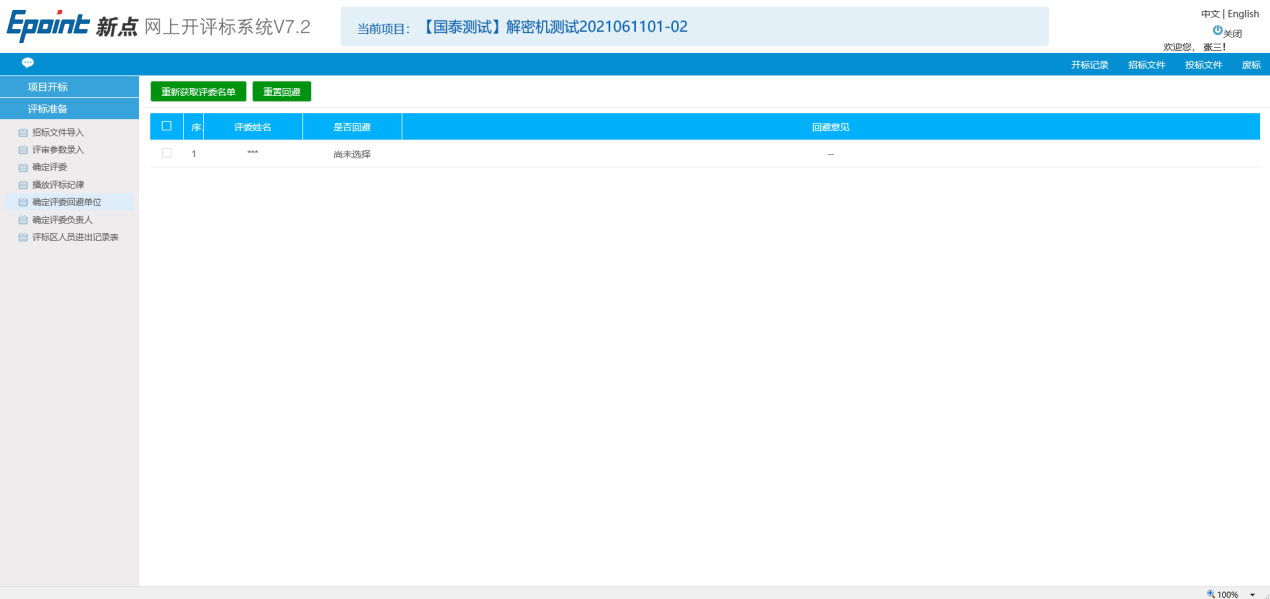 Epoint 新点 网上开评标系统V7.2
当前项目：【国泰测试】解密机测试2021061101-02
中文 | English
关闭
欢迎您，张三！
开标记录 招标文件 投标文件 废标
项目开标
评标准备
招标文件导入
评审参数录入
确定评委
播放评标纪律
确定评委回避单位
确定评委负责人
评标区人员进出记录表
重新获取评委名单 重置回避
序 评委姓名 是否回避 回避意见
1 *** 尚未选择 --
100%